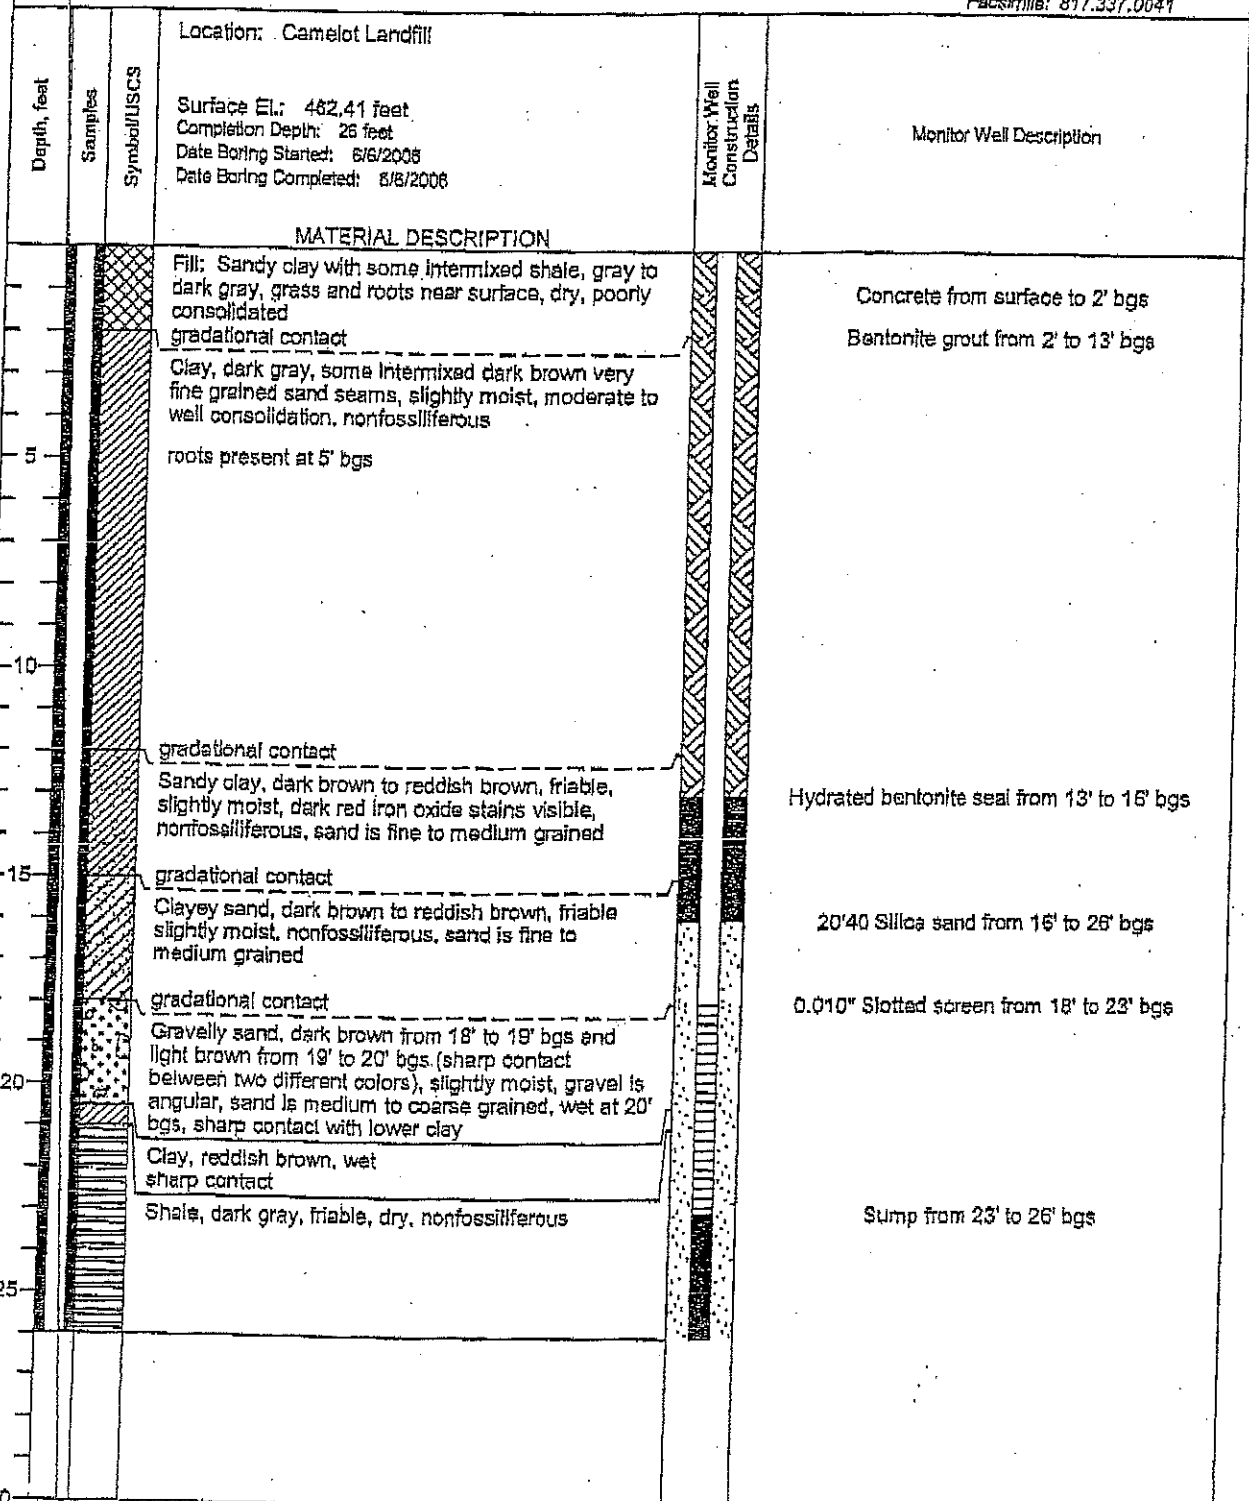 Facsimile: 817.337.0041
Location: Camelot Landfill
Depth, feet
Samples
Symbol/USCS
Surface El.: 462.41 feet
Completion Depth: 26 feet
Date Boring Started: 6/6/2006
Date Boring Completed: 6/6/2006
Monitor Well
Construction
Details
Monitor Well Description
MATERIAL DESCRIPTION
Fill: Sandy clay with some intermixed shale, gray to
dark gray, grass and roots near surface, dry, poorly
consolidated
gradational contact
Concrete from surface to 2' bgs
Bentonite grout from 2' to 13' bgs
Clay, dark gray, some intermixed dark brown very
fine grained sand seams, slightly moist, moderate to
well consolidation, nonfossiliferous
5
roots present at 5' bgs
10
gradational contact
Sandy clay, dark brown to reddish brown, friable,
slightly moist, dark red iron oxide stains visible,
nonfossiliferous, sand is fine to medium grained
Hydrated bentonite seal from 13' to 16' bgs
15
gradational contact
Clayey sand, dark brown to reddish brown, friable
slightly moist, nonfossiliferous, sand is fine to
medium grained
20'40 Silica sand from 16' to 26' bgs
gradational contact
0.010" Slotted screen from 18' to 23' bgs
Gravelly sand, dark brown from 18' to 19' bgs and
light brown from 19' to 20' bgs.(sharp contact
between two different colors), slightly moist, gravel is
angular, sand is medium to coarse grained, wet at 20'
bgs, sharp contact with lower clay
20
Clay, reddish brown, wet
sharp contact
Shale, dark gray, friable, dry, nonfossiliferous
Sump from 23' to 26' bgs
25
0